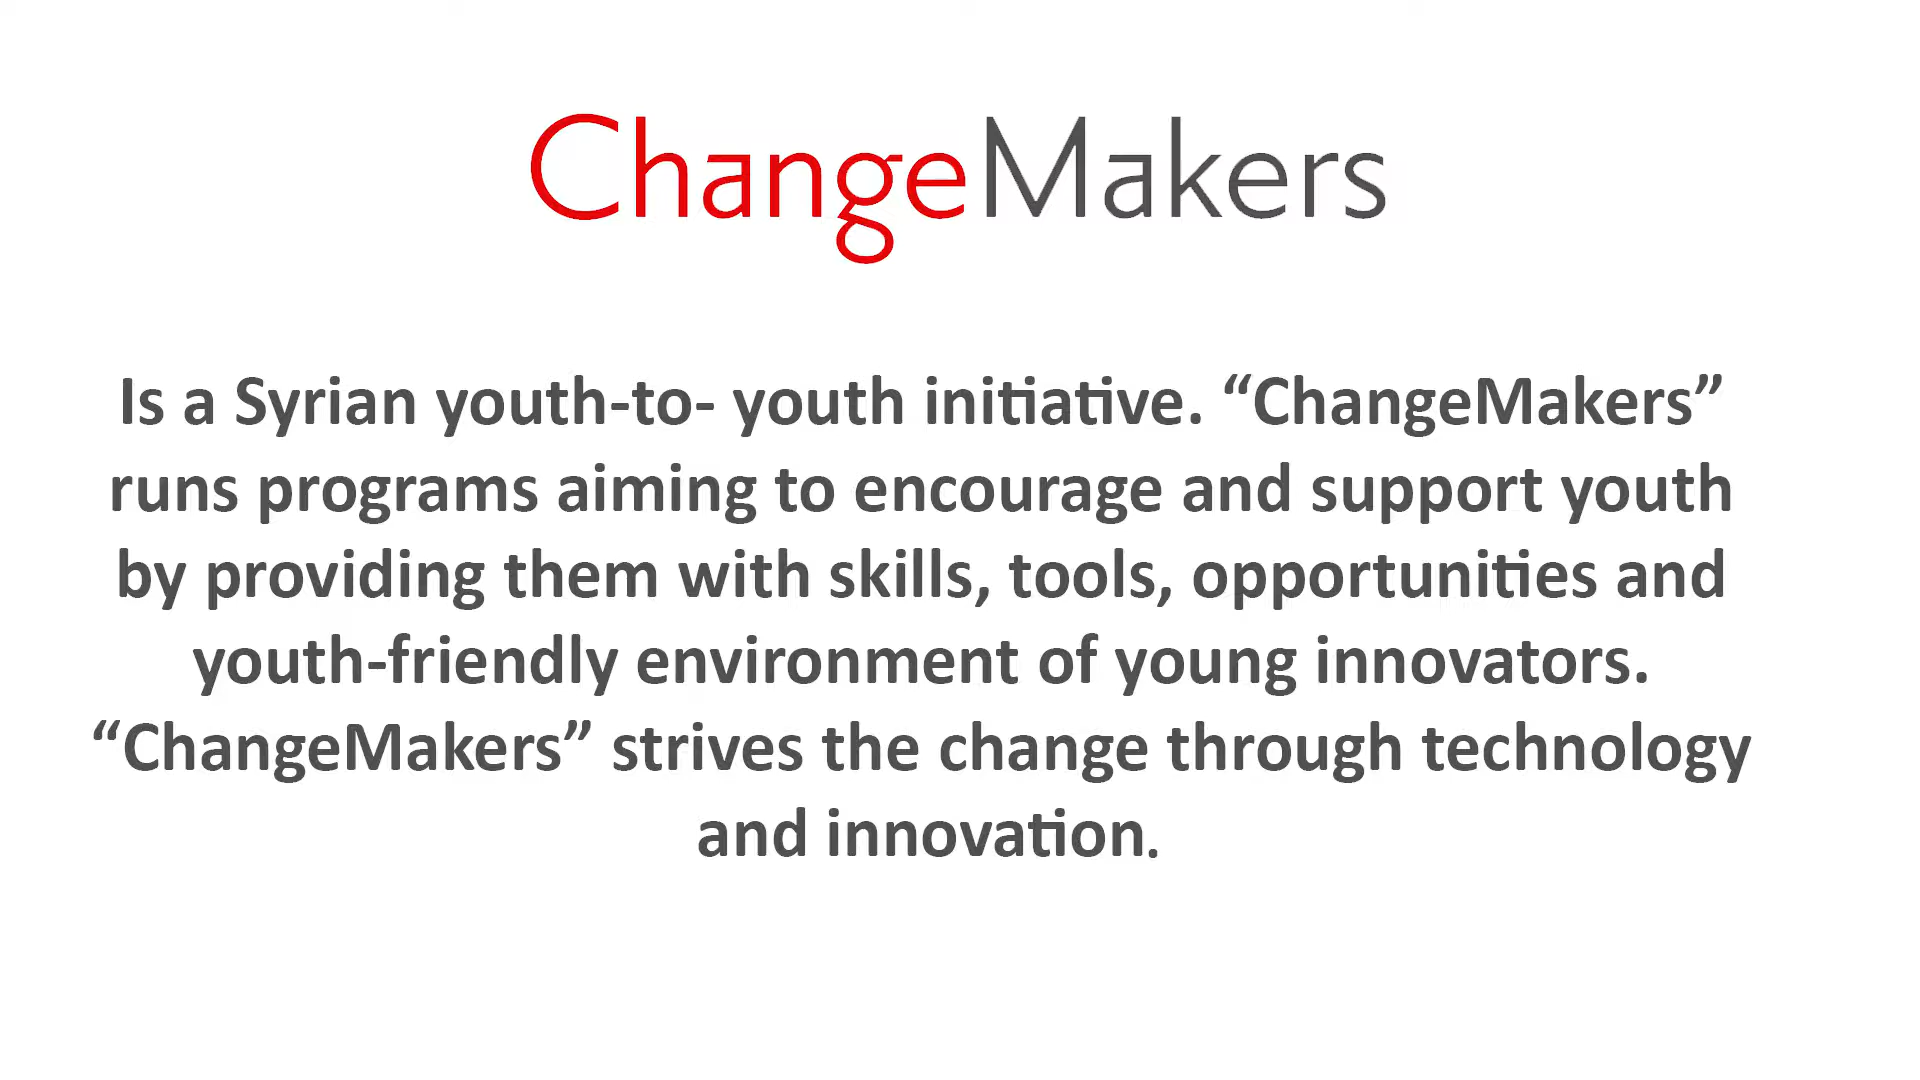 ChangeMakers
Is a Syrian youth-to- youth initiative. “ChangeMakers”
runs programs aiming to encourage and support youth
by providing them with skills, tools, opportunities and
youth-friendly environment of young innovators.
“ChangeMakers” strives the change through technology
and innovation.